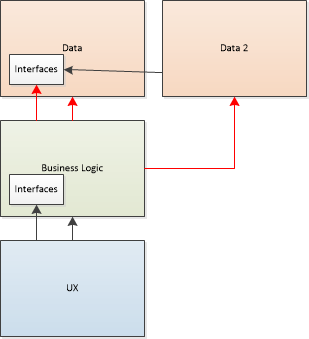 Data
Data 2
Interfaces
Business Logic
Interfaces
UX